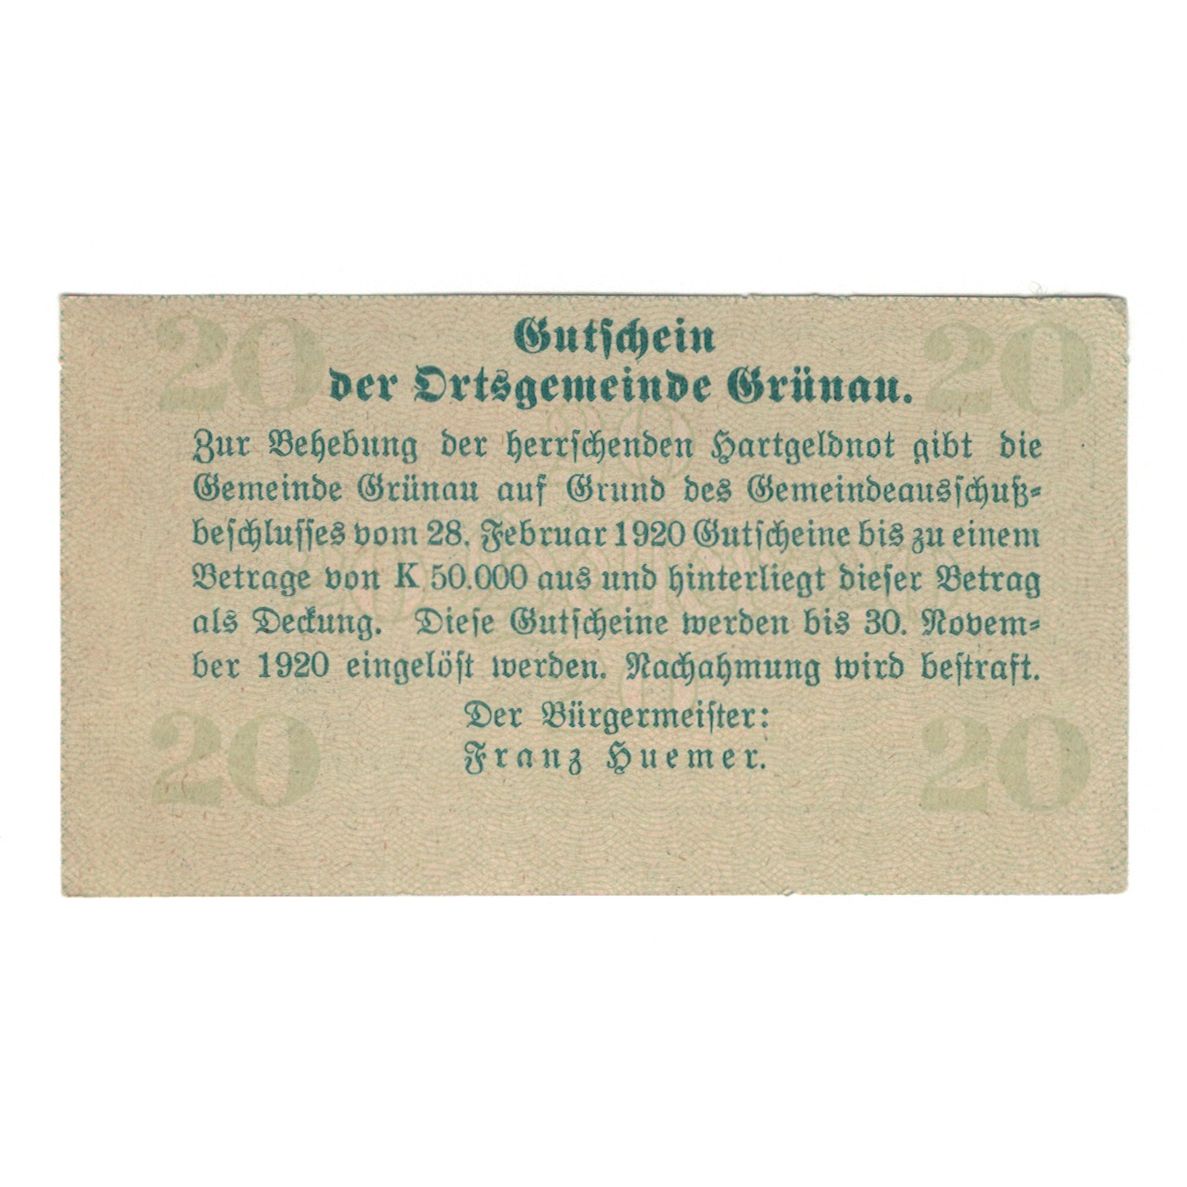 20 20
Gutschein
der Ortsgemeinde Grünau.
Zur Behebung der herrschenden Hartgeldnot gibt die
Gemeinde Grünau auf Grund des Gemeindeausschuß-
beschlusses vom 28. Februar 1920 Gutscheine bis zu einem
Betrage von K 50.000 aus und hinterliegt dieser Betrag
als Deckung. Diese Gutscheine werden bis 30. Novem-
ber 1920 eingelöst werden. Nachahmung wird bestraft.
Der Bürgermeister:
Franz Huemer.
20 20